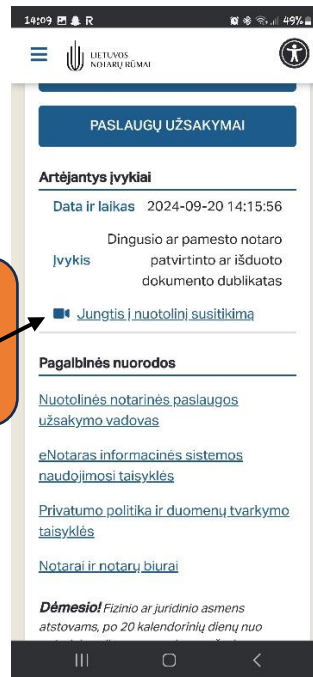 14:09 R 49%
LIETUVOS
NOTARŲ RŪMAI
PASLAUGŲ UŽSAKYMAI
Artėjantys įvykiai
Data ir laikas 2024-09-20 14:15:56
Įvykis Dingusio ar pamesto notaro
patvirtinto ar išduoto
dokumento dublikatas
Jungtis į nuotolinį susitikimą
Pagalbinės nuorodos
Nuotolinės notarinės paslaugos
užsakymo vadovas
eNotaras informacinės sistemos
naudojimosi taisyklės
Privatumo politika ir duomenų tvarkymo
taisyklės
Notarai ir notarų biurai
Dėmesio! Fizinio ar juridinio asmens
atstovams, po 20 kalendorinių dienų nuo